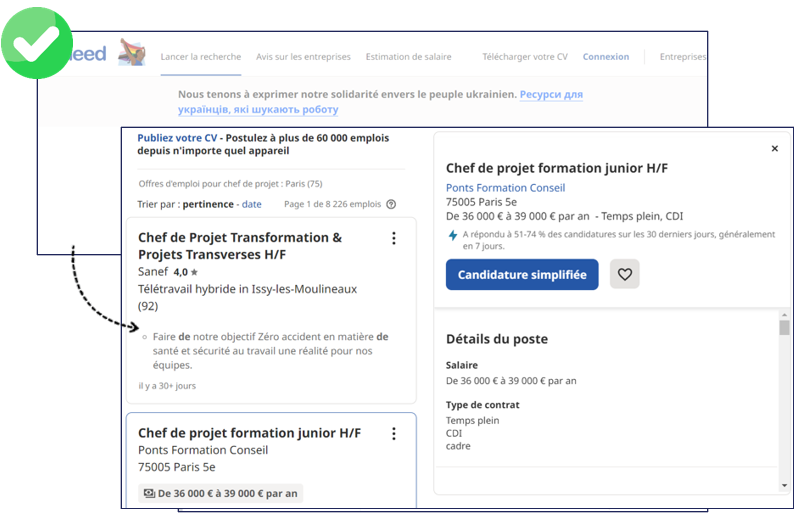 eed
Lancer la recherche
Avis sur les entreprises
Estimation de salaire
Télécharger votre CV
Connexion
Entreprises
Nous tenons à exprimer notre solidarité envers le peuple ukrainien. Ресурси для
українців, які шукають роботу
Publiez votre CV - Postulez à plus de 60 000 emplois
depuis n'importe quel appareil
Offres d'emploi pour chef de projet : Paris (75)
Trier par : pertinence - date
Page 1 de 8 226 emplois
Chef de Projet Transformation &
Projets Transverses H/F
Sanef 4,0 ★
Télétravail hybride in Issy-les-Moulineaux
(92)
Faire de notre objectif Zéro accident en matière de
santé et sécurité au travail une réalité pour nos
équipes.
il y a 30+ jours
Chef de projet formation junior H/F
Ponts Formation Conseil
75005 Paris 5e
De 36 000 € à 39 000 € par an
Chef de projet formation junior H/F
Ponts Formation Conseil
75005 Paris 5e
De 36 000 € à 39 000 € par an - Temps plein, CDI
A répondu à 51-74 % des candidatures sur les 30 derniers jours, généralement
en 7 jours.
Candidature simplifiée
Détails du poste
Salaire
De 36 000 € à 39 000 € par an
Type de contrat
Temps plein
CDI
cadre